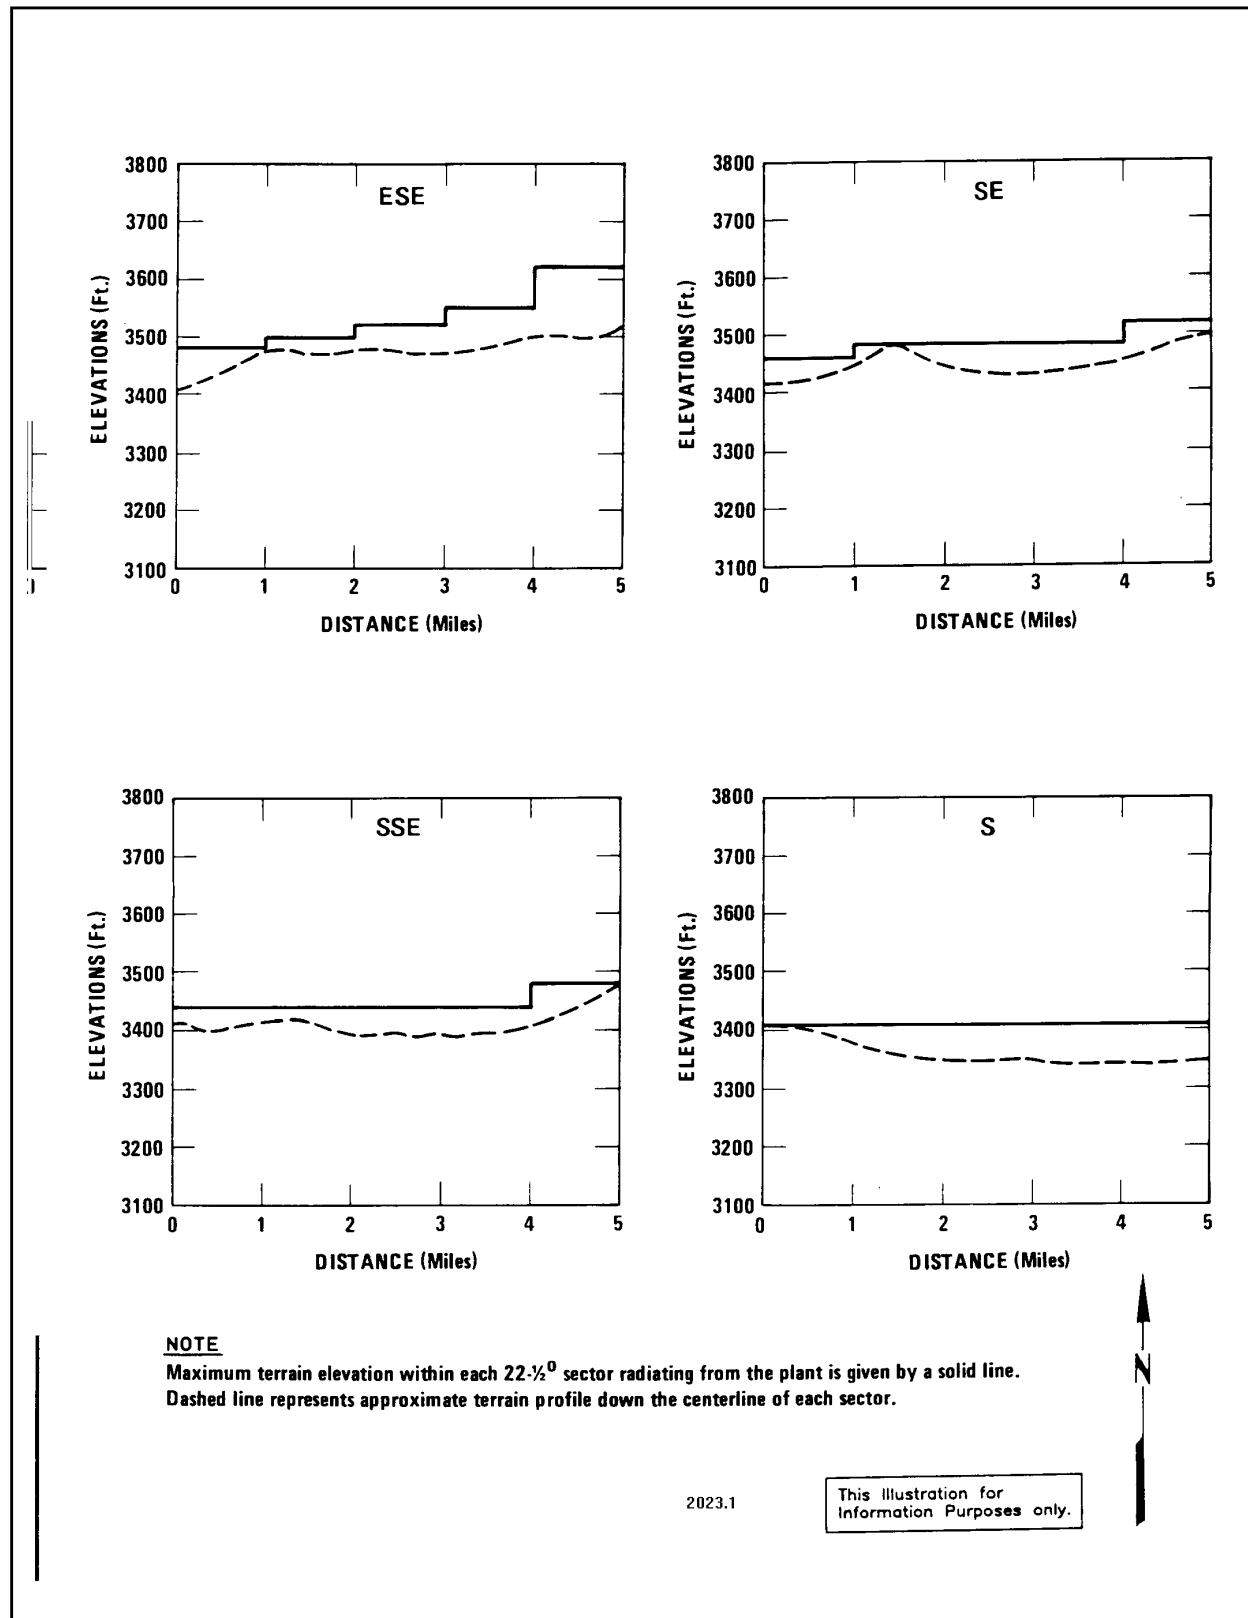 3800
ESE
3700
3600
3500
3400
3300
3200
3100
ELEVATIONS (Ft.)
0 1 2 3 4 5
DISTANCE (Miles)
3800
SE
3700
3600
3500
3400
3300
3200
3100
ELEVATIONS (Ft.)
0 1 2 3 4 5
DISTANCE (Miles)
3800
SSE
3700
3600
3500
3400
3300
3200
3100
ELEVATIONS (Ft.)
0 1 2 3 4 5
DISTANCE (Miles)
3800
S
3700
3600
3500
3400
3300
3200
3100
ELEVATIONS (Ft.)
0 1 2 3 4 5
DISTANCE (Miles)
NOTE
Maximum terrain elevation within each 22-½⁰ sector radiating from the plant is given by a solid line.
Dashed line represents approximate terrain profile down the centerline of each sector.
N
2023.1
This Illustration for
Information Purposes only.